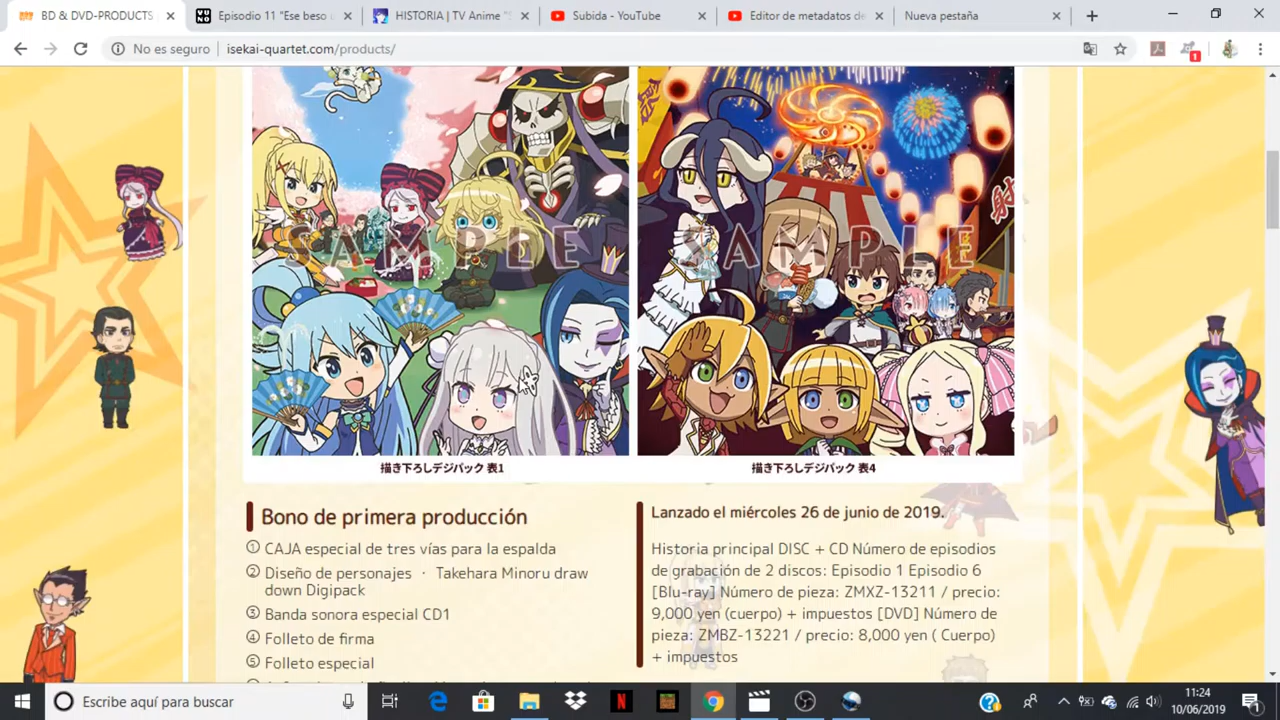 BD & DVD-PRODUCTS
Episodio 11 "Ese beso
HISTORIA | TV Anime "
Subida - YouTube
Editor de metadatos de
Nueva pestaña
No es seguro
isekai-quartet.com/products/
1
射
SAMPLE
SAMPLE
描き下ろしデジパック 表1
描き下ろしデジパック 表4
Bono de primera producción
① CAJA especial de tres vías para la espalda
② Diseño de personajes ・ Takehara Minoru draw
down Digipack
③ Banda sonora especial CD1
④ Folleto de firma
⑤ Folleto especial
Lanzado el miércoles 26 de junio de 2019.
Historia principal DISC + CD Número de episodios
de grabación de 2 discos: Episodio 1 Episodio 6
[Blu-ray] Número de pieza: ZMXZ-13211 / precio:
9,000 yen (cuerpo) + impuestos [DVD] Número de
pieza: ZMBZ-13221 / precio: 8,000 yen ( Cuerpo)
+ impuestos
Escribe aquí para buscar
11:24
10/06/2019
1